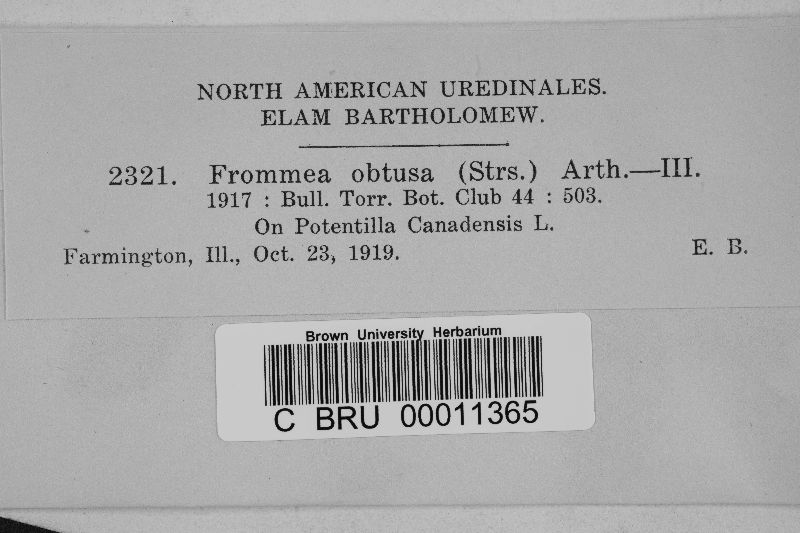 NORTH AMERICAN UREDINALES.
ELAM BARTHOLOMEW.
2321. Frommea obtusa (Strs.) Arth.—III.
1917 : Bull. Torr. Bot. Club 44 : 503.
On Potentilla Canadensis L.
Farmington, Ill., Oct. 23, 1919. E. B.
Brown University Herbarium
C BRU 00011365